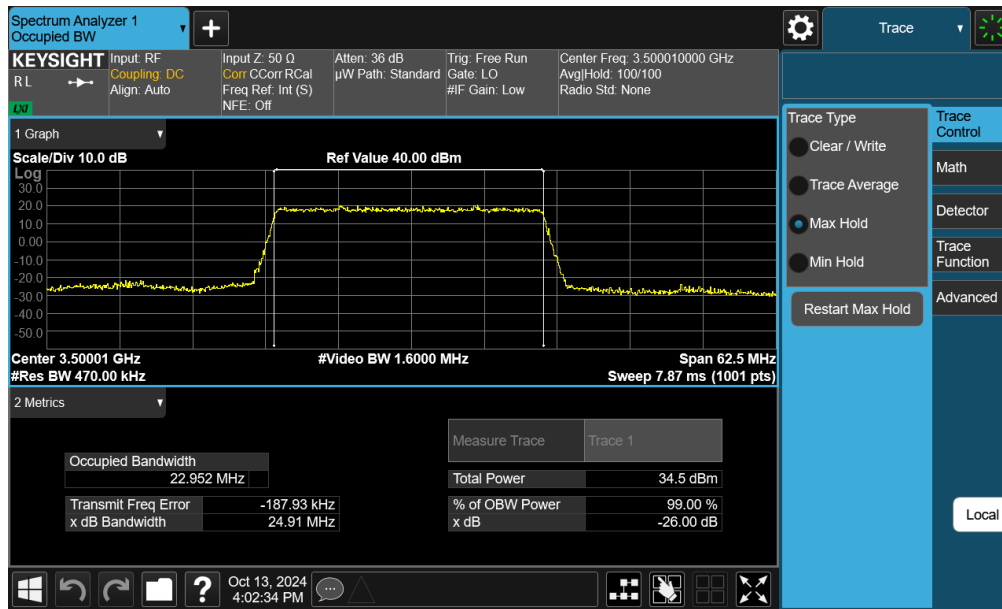 Spectrum Analyzer 1
Occupied BW
Trace
KEYSIGHT
RL
LXI
Input: RF
Coupling: DC
Align: Auto
Input Z: 50 Ω
Corr CCorr RCal
Freq Ref: Int (S)
NFE: Off
Atten: 36 dB
µW Path: Standard
Trig: Free Run
Gate: LO
#IF Gain: Low
Center Freq: 3.500010000 GHz
Avg|Hold: 100/100
Radio Std: None
1 Graph
Scale/Div 10.0 dB
Ref Value 40.00 dBm
Log
30.0
20.0
10.0
0.00
-10.0
-20.0
-30.0
-40.0
-50.0
Center 3.50001 GHz
#Video BW 1.6000 MHz
Span 62.5 MHz
#Res BW 470.00 kHz
Sweep 7.87 ms (1001 pts)
2 Metrics
Measure Trace
Trace 1
Occupied Bandwidth
22.952 MHz
Total Power
34.5 dBm
Transmit Freq Error
-187.93 kHz
% of OBW Power
99.00 %
x dB Bandwidth
24.91 MHz
x dB
-26.00 dB
Trace Type
Clear / Write
Trace Average
Max Hold
Min Hold
Restart Max Hold
Trace
Control
Math
Detector
Trace
Function
Advanced
Local
?
Oct 13, 2024
4:02:34 PM